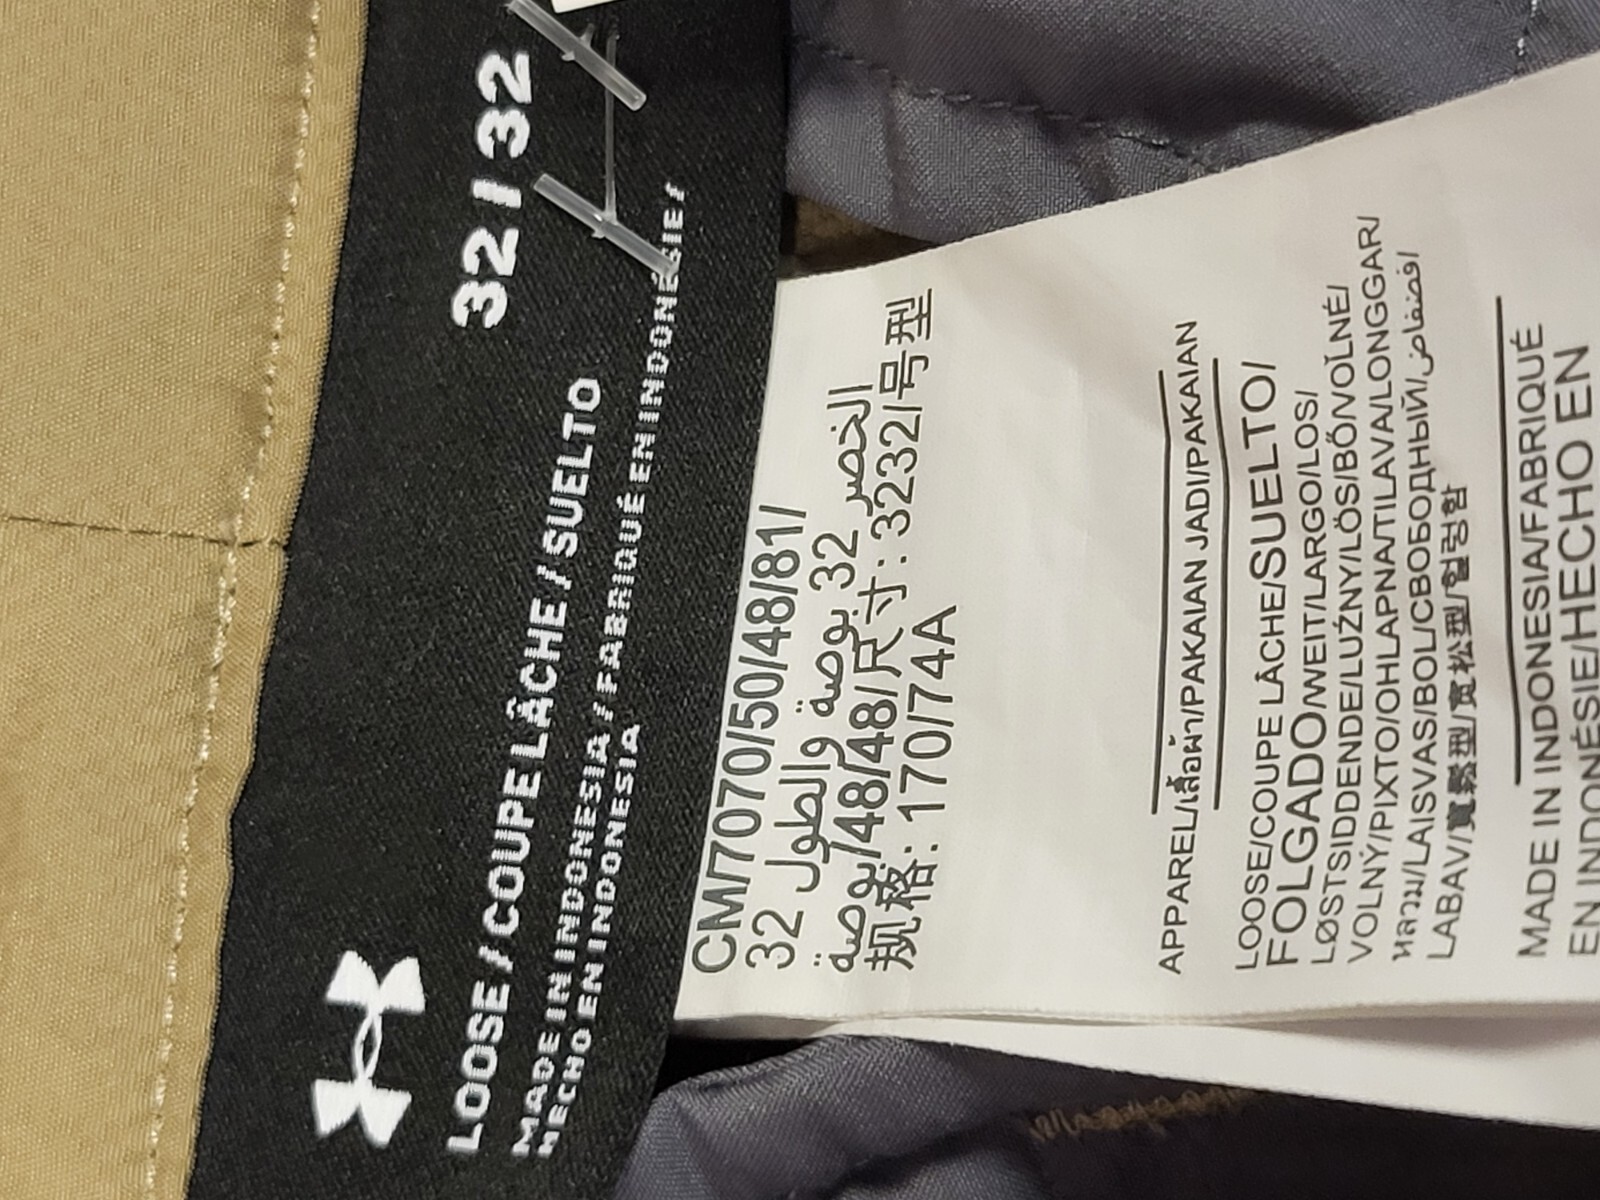 32 / 32
LOOSE / COUPE LÂCHE / SUELTO
MADE IN INDONESIA / FABRIQUÉ EN INDONÉSIE /
HECHO EN INDONESIA
CM/7070/50/48/81/
32 بوصة والطول 32 بوصة/48/48/الخصر
尺寸: 3232/号型
规格: 170/74A
APPAREL/เสื้อผ้า/PAKAIAN JADI/PAKAIAN
LOOSE/COUPE LÂCHE/SUELTO/
FOLGADO/WEIT/LARGO/LOS/
LØSTSIDDENDE/LUŹNY/LÖS/BŐ/VOĽNÉ/
VOLNÝ/PIXTO/OHLAPNA/TILAVA/LONGGAR/
หลวม/LAISVAS/BOL/СВОБОДНЫЙ/فضفاض/
LABAV/寬鬆型/宽松型/헐렁함
MADE IN INDONESIA/FABRIQUÉ
EN INDONÉSIE/HECHO EN